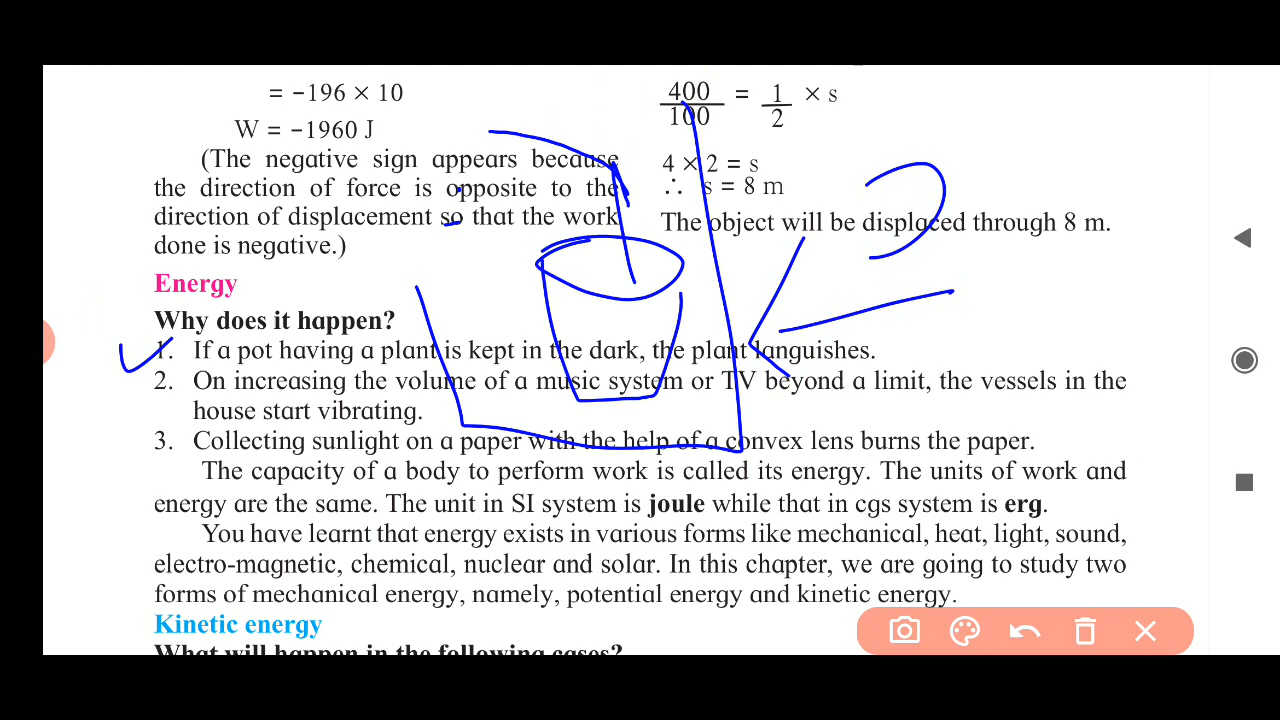 = −196 × 10
W = −1960 J
(The negative sign appears because
the direction of force is opposite to the
direction of displacement so that the work
done is negative.)
400/100 = 1/2 × s
4 × 2 = s
∴ s = 8 m
The object will be displaced through 8 m.
Energy
Why does it happen?
1. If a pot having a plant is kept in the dark, the plant languishes.
2. On increasing the volume of a music system or TV beyond a limit, the vessels in the
house start vibrating.
3. Collecting sunlight on a paper with the help of a convex lens burns the paper.
The capacity of a body to perform work is called its energy. The units of work and
energy are the same. The unit in SI system is joule while that in cgs system is erg.
You have learnt that energy exists in various forms like mechanical, heat, light, sound,
electro-magnetic, chemical, nuclear and solar. In this chapter, we are going to study two
forms of mechanical energy, namely, potential energy and kinetic energy.
Kinetic energy
What will happen in the following cases?